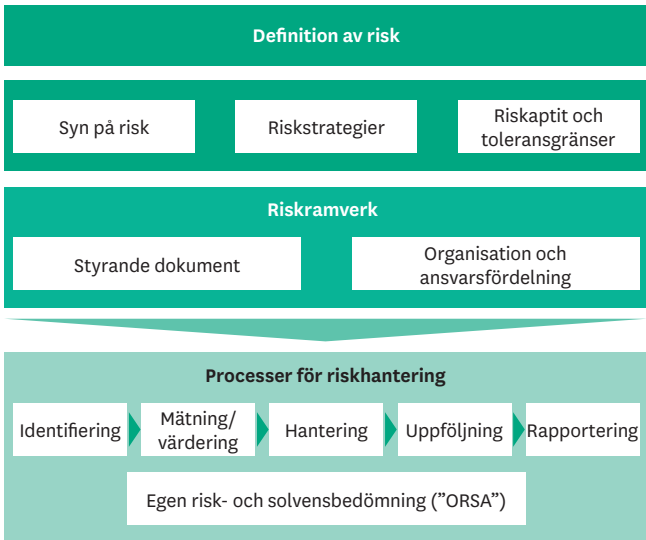 Definition av risk
Syn på risk
Riskstrategier
Riskaptit och
toleransgränser
Riskramverk
Styrande dokument
Organisation och
ansvarsfördelning
Processer för riskhantering
Identifiering
Mätning/
värdering
Hantering
Uppföljning
Rapportering
Egen risk- och solvensbedömning (”ORSA”)